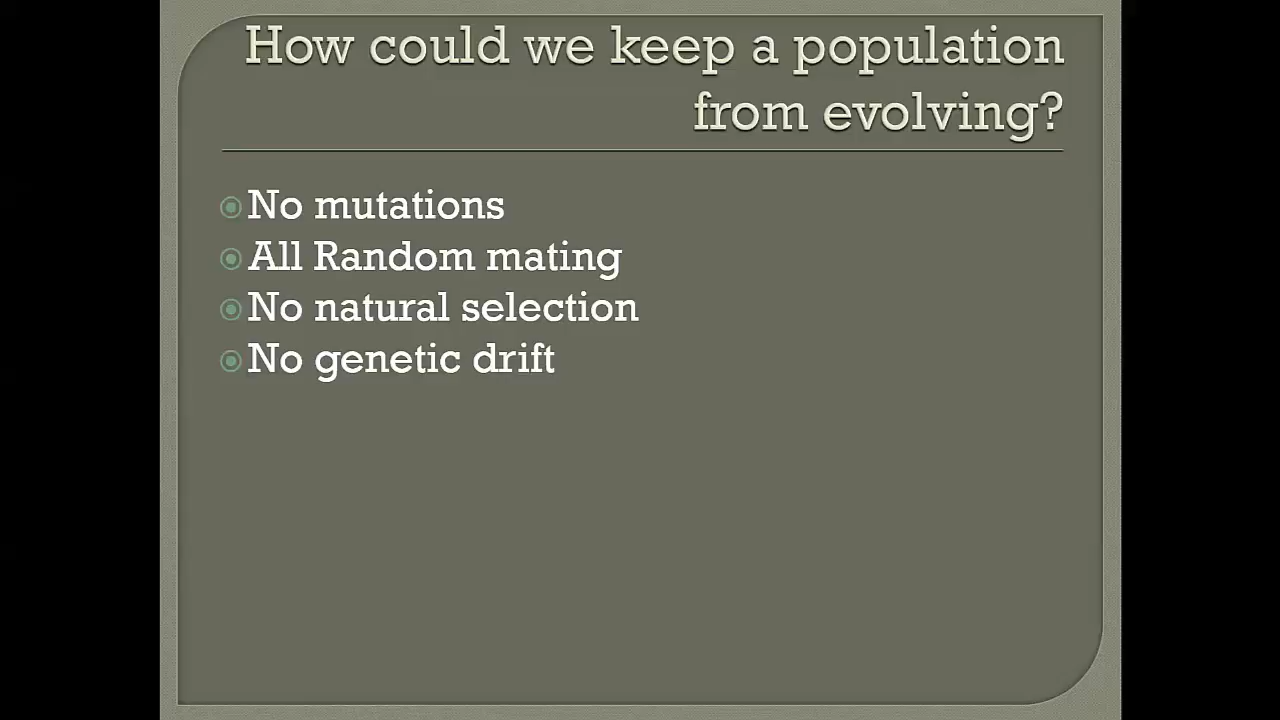 How could we keep a population
from evolving?
No mutations
All Random mating
No natural selection
No genetic drift